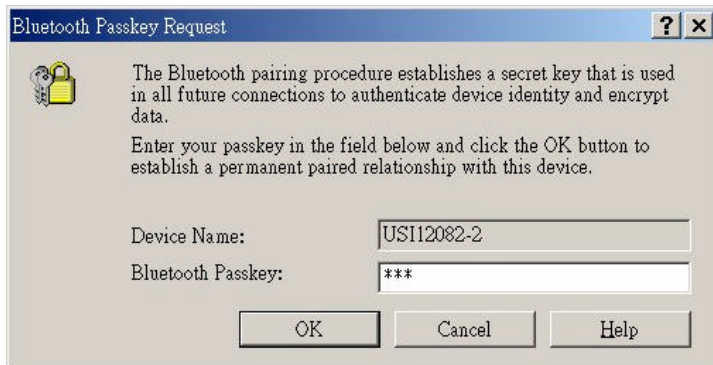 Bluetooth Passkey Request
The Bluetooth pairing procedure establishes a secret key that is used
in all future connections to authenticate device identity and encrypt
data.
Enter your passkey in the field below and click the OK button to
establish a permanent paired relationship with this device.
Device Name: USI12082-2
Bluetooth Passkey: ***
OK Cancel Help